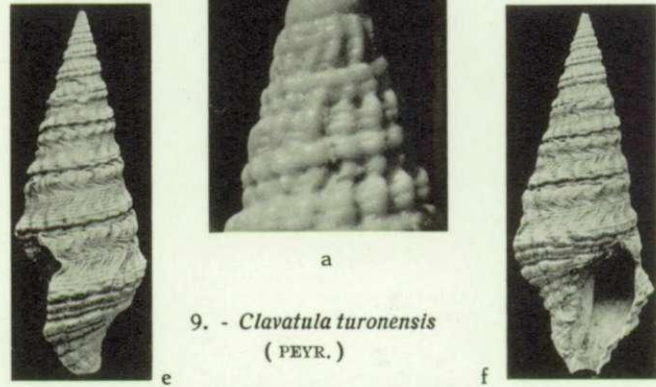 a
9. - Clavatula turonensis
( PEYR. )
e
f